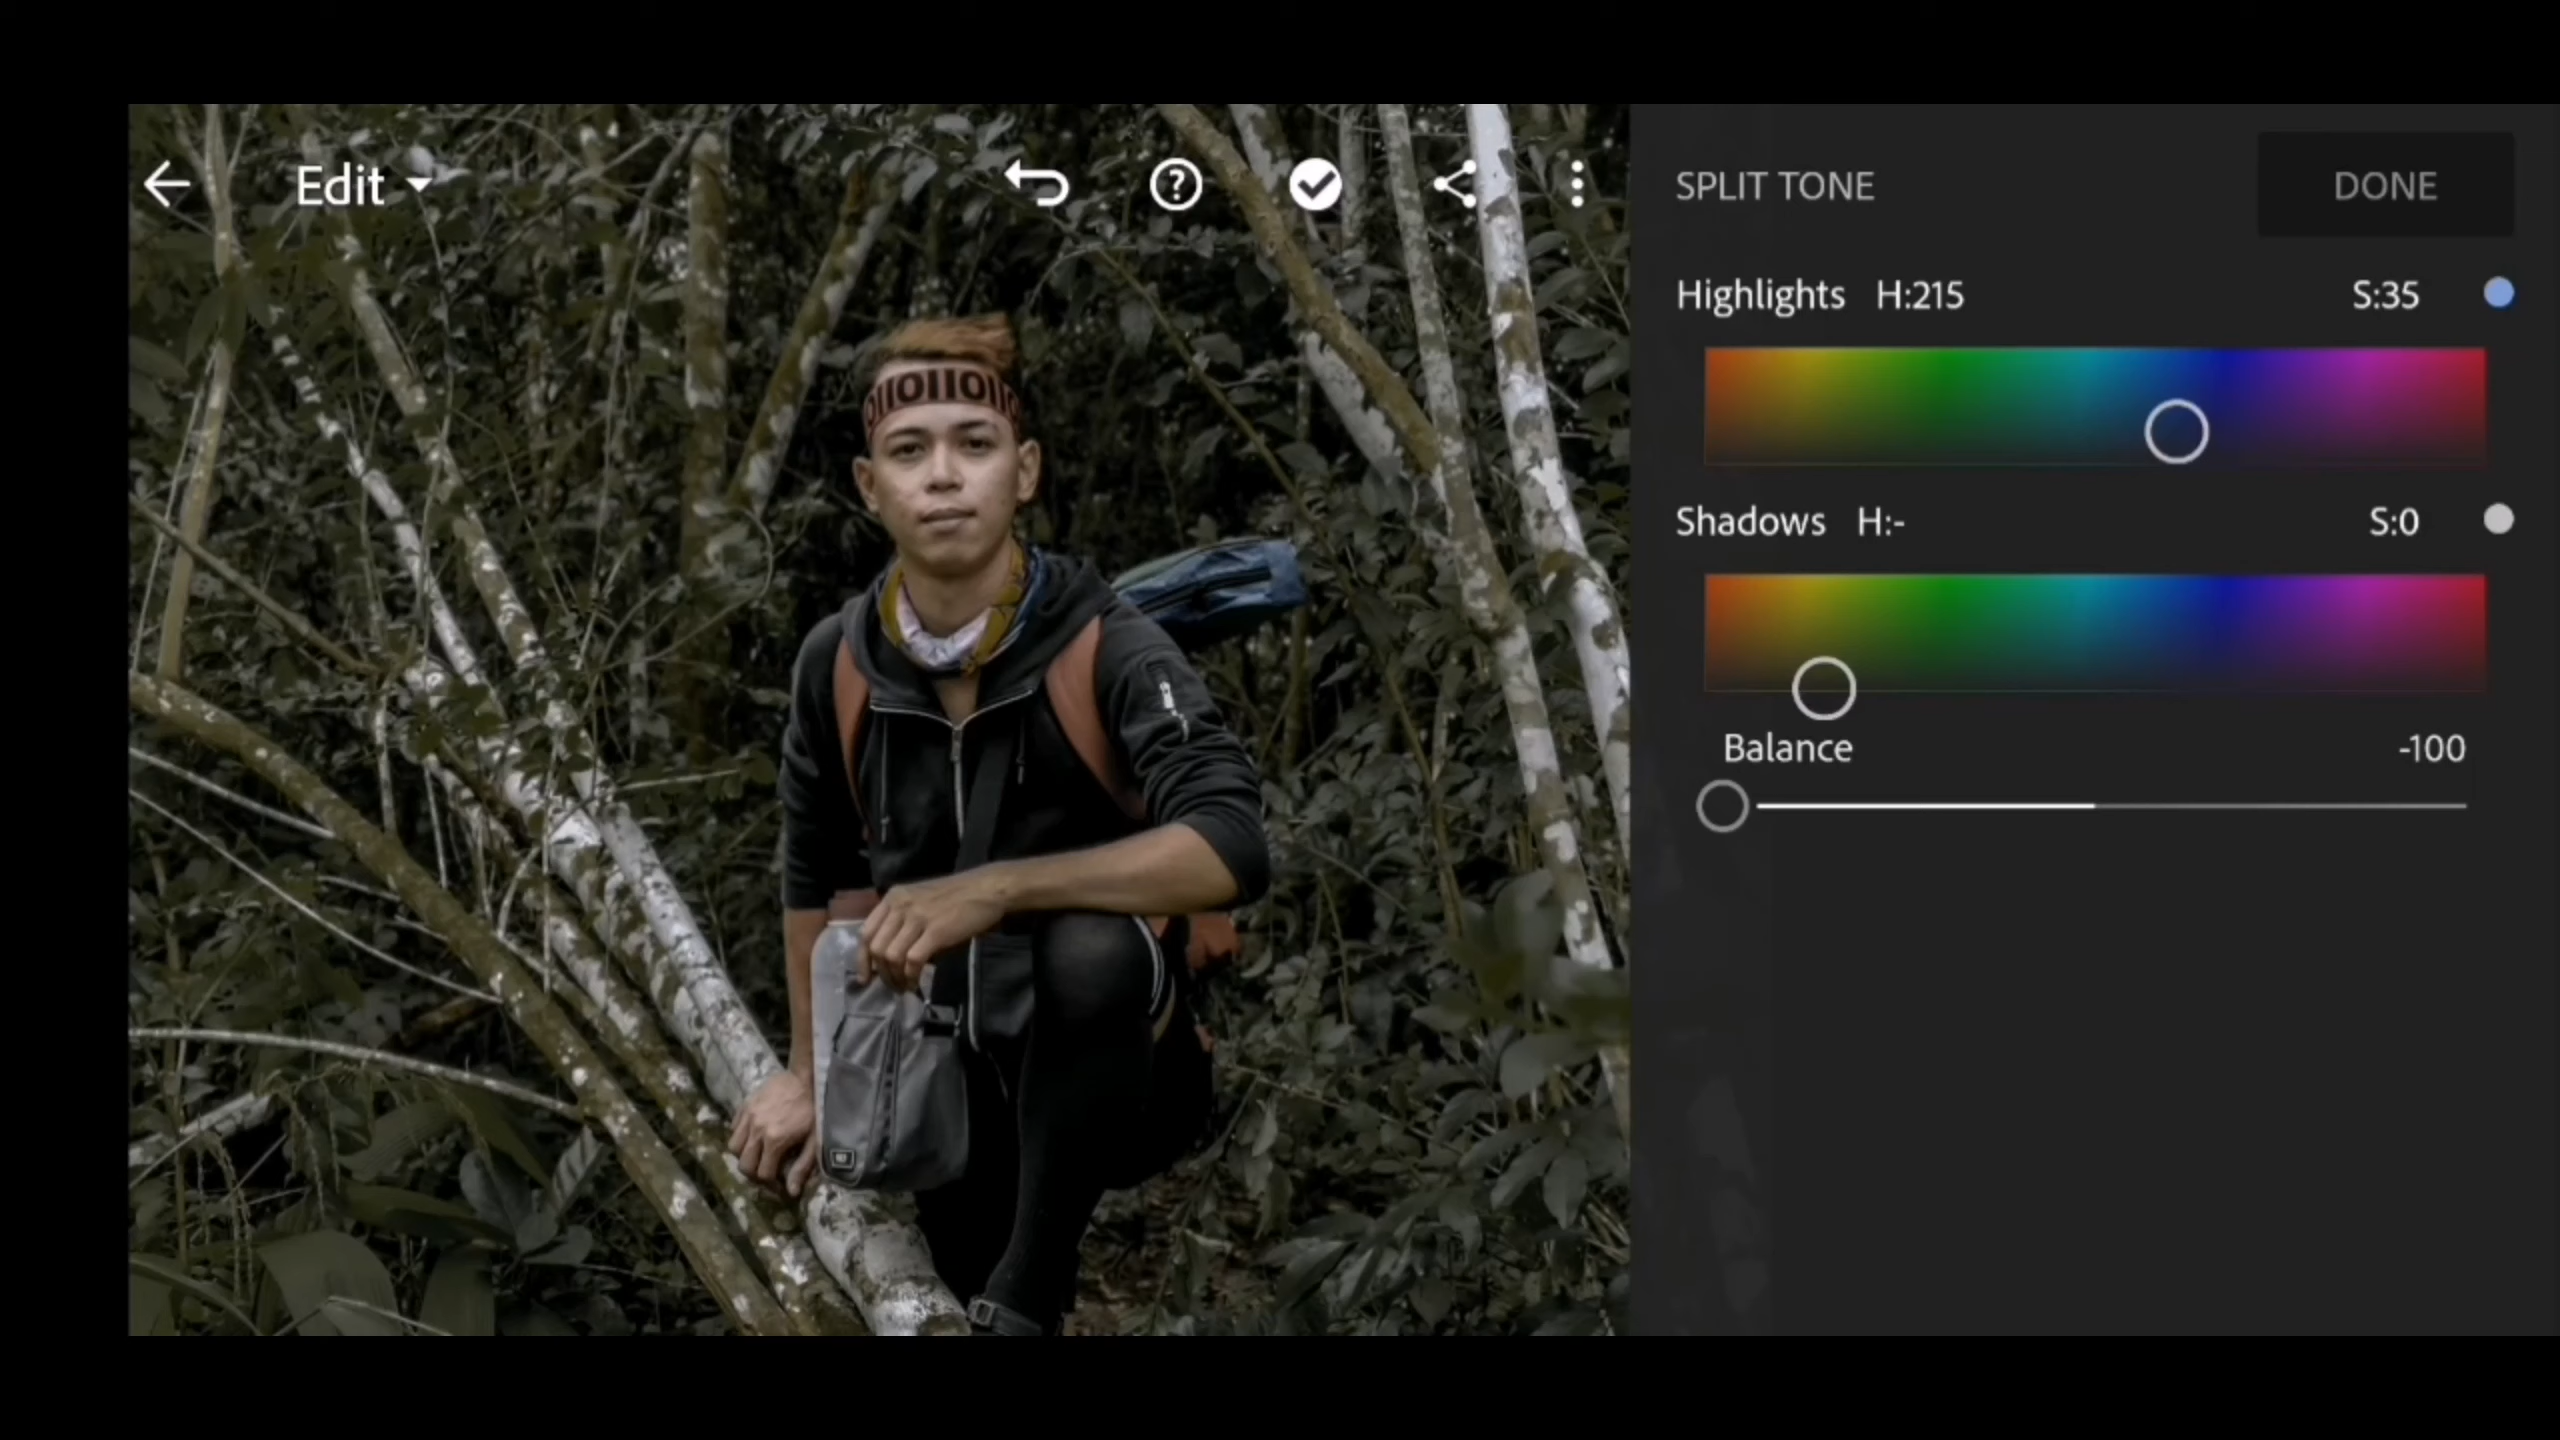 Edit
SPLIT TONE
DONE
Highlights H:215 S:35
Shadows H:- S:0
Balance -100